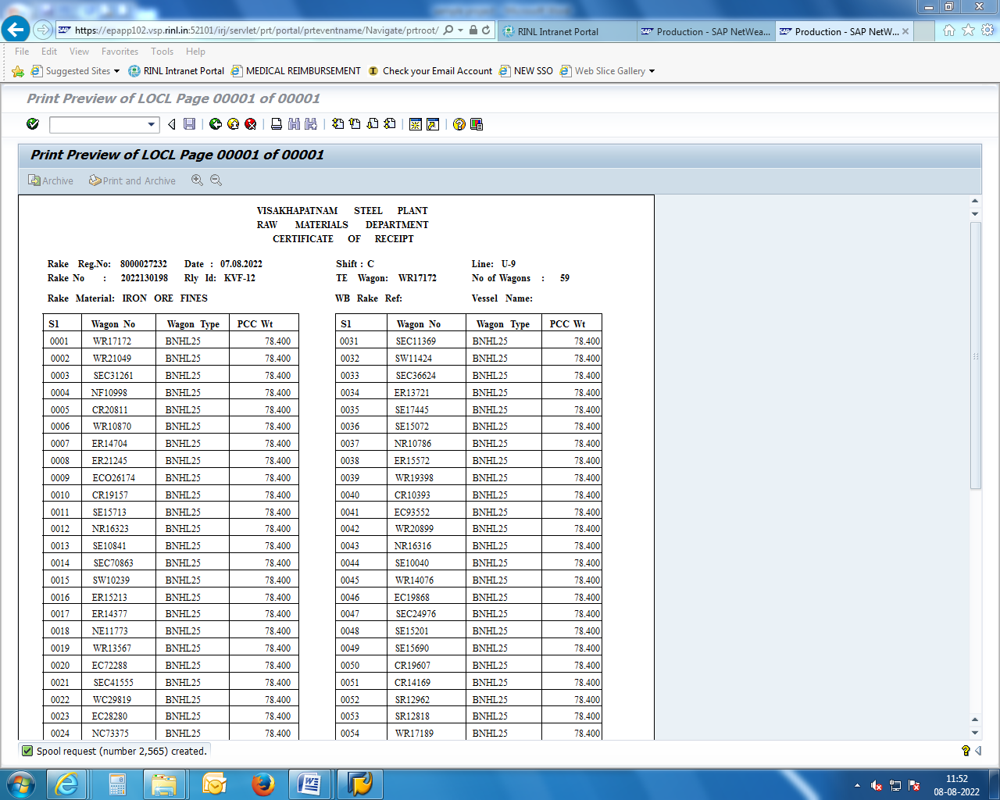 https://epapp102.vsp.rinl.in:52101/irj/servlet/prt/portal/prteventname/Navigate/prtroot/
RINL Intranet Portal
Production - SAP NetWea...
Production - SAP NetW...
File Edit View Favorites Tools Help
Suggested Sites RINL Intranet Portal MEDICAL REIMBURSEMENT Check your Email Account NEW SSO Web Slice Gallery
Print Preview of LOCL Page 00001 of 00001
Print Preview of LOCL Page 00001 of 00001
Archive Print and Archive
VISAKHAPATNAM STEEL PLANT
RAW MATERIALS DEPARTMENT
CERTIFICATE OF RECEIPT
Rake Reg.No: 8000027232 Date : 07.08.2022 Shift : C Line: U-9
Rake No : 2022130198 Rly Id: KVF-12 TE Wagon: WR17172 No of Wagons : 59
Rake Material: IRON ORE FINES WB Rake Ref: Vessel Name:
S1 Wagon No Wagon Type PCC Wt S1 Wagon No Wagon Type PCC Wt
0001 WR17172 BNHL25 78.400 0031 SEC11369 BNHL25 78.400
0002 WR21049 BNHL25 78.400 0032 SW11424 BNHL25 78.400
0003 SEC31261 BNHL25 78.400 0033 SEC36624 BNHL25 78.400
0004 NF10998 BNHL25 78.400 0034 ER13721 BNHL25 78.400
0005 CR20811 BNHL25 78.400 0035 SE17445 BNHL25 78.400
0006 WR10870 BNHL25 78.400 0036 SE15072 BNHL25 78.400
0007 ER14704 BNHL25 78.400 0037 NR10786 BNHL25 78.400
0008 ER21245 BNHL25 78.400 0038 ER15572 BNHL25 78.400
0009 ECO26174 BNHL25 78.400 0039 WR19398 BNHL25 78.400
0010 CR19157 BNHL25 78.400 0040 CR10393 BNHL25 78.400
0011 SE15713 BNHL25 78.400 0041 EC93552 BNHL25 78.400
0012 NR16323 BNHL25 78.400 0042 WR20899 BNHL25 78.400
0013 SE10841 BNHL25 78.400 0043 NR16316 BNHL25 78.400
0014 SEC70863 BNHL25 78.400 0044 SE10040 BNHL25 78.400
0015 SW10239 BNHL25 78.400 0045 WR14076 BNHL25 78.400
0016 ER15213 BNHL25 78.400 0046 EC19868 BNHL25 78.400
0017 ER14377 BNHL25 78.400 0047 SEC24976 BNHL25 78.400
0018 NE11773 BNHL25 78.400 0048 SE15201 BNHL25 78.400
0019 WR13567 BNHL25 78.400 0049 SE15690 BNHL25 78.400
0020 EC72288 BNHL25 78.400 0050 CR19607 BNHL25 78.400
0021 SEC41555 BNHL25 78.400 0051 CR14169 BNHL25 78.400
0022 WC29819 BNHL25 78.400 0052 SR12962 BNHL25 78.400
0023 EC28280 BNHL25 78.400 0053 SR12818 BNHL25 78.400
0024 NC73375 BNHL25 78.400 0054 WR17189 BNHL25 78.400
Spool request (number 2,565) created.
11:52
08-08-2022